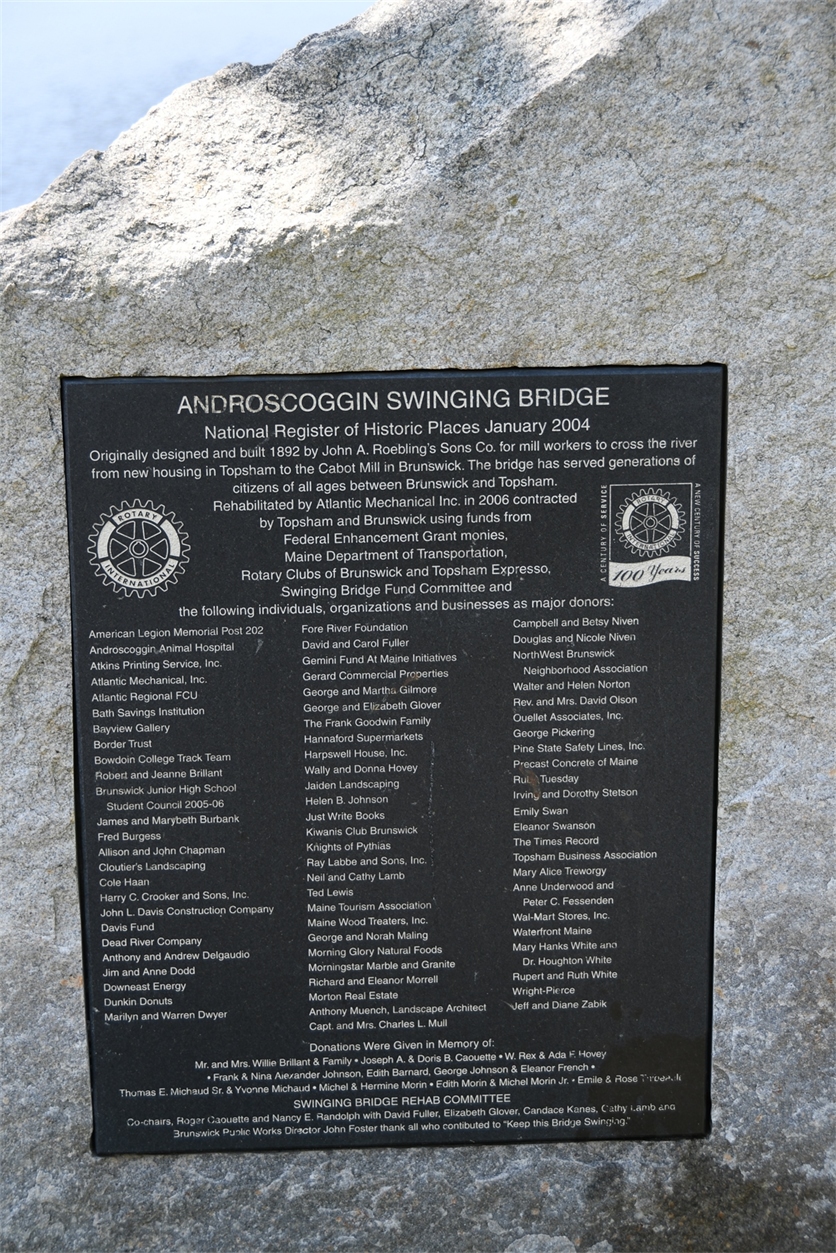 ANDROSCOGGIN SWINGING BRIDGE
National Register of Historic Places January 2004
Originally designed and built 1892 by John A. Roebling's Sons Co. for mill workers to cross the river
from new housing in Topsham to the Cabot Mill in Brunswick. The bridge has served generations of
citizens of all ages between Brunswick and Topsham.
Rehabilitated by Atlantic Mechanical Inc. in 2006 contracted
by Topsham and Brunswick using funds from
Federal Enhancement Grant monies,
Maine Department of Transportation,
Rotary Clubs of Brunswick and Topsham Expresso,
Swinging Bridge Fund Committee and
the following individuals, organizations and businesses as major donors:
ROTARY
INTERNATIONAL
A CENTURY OF SERVICE
ROTARY
INTERNATIONAL
100 Years
A NEW CENTURY OF SUCCESS
American Legion Memorial Post 202
Androscoggin Animal Hospital
Atkins Printing Service, Inc.
Atlantic Mechanical, Inc.
Atlantic Regional FCU
Bath Savings Institution
Bayview Gallery
Border Trust
Bowdoin College Track Team
Robert and Jeanne Brillant
Brunswick Junior High School
Student Council 2005-06
James and Marybeth Burbank
Fred Burgess
Allison and John Chapman
Cloutier's Landscaping
Cole Haan
Harry C. Crooker and Sons, Inc.
John L. Davis Construction Company
Davis Fund
Dead River Company
Anthony and Andrew Delgaudio
Jim and Anne Dodd
Downeast Energy
Dunkin Donuts
Marilyn and Warren Dwyer
Fore River Foundation
David and Carol Fuller
Gemini Fund At Maine Initiatives
Gerard Commercial Properties
George and Martha Gilmore
George and Elizabeth Glover
The Frank Goodwin Family
Hannaford Supermarkets
Harpswell House, Inc.
Wally and Donna Hovey
Jaiden Landscaping
Helen B. Johnson
Just Write Books
Kiwanis Club Brunswick
Knights of Pythias
Ray Labbe and Sons, Inc.
Neil and Cathy Lamb
Ted Lewis
Maine Tourism Association
Maine Wood Treaters, Inc.
George and Norah Maling
Morning Glory Natural Foods
Morningstar Marble and Granite
Richard and Eleanor Morrell
Morton Real Estate
Anthony Muench, Landscape Architect
Capt. and Mrs. Charles L. Mull
Campbell and Betsy Niven
Douglas and Nicole Niven
NorthWest Brunswick
Neighborhood Association
Walter and Helen Norton
Rev. and Mrs. David Olson
Ouellet Associates, Inc.
George Pickering
Pine State Safety Lines, Inc.
Precast Concrete of Maine
Ruby Tuesday
Irving and Dorothy Stetson
Emily Swan
Eleanor Swanson
The Times Record
Topsham Business Association
Mary Alice Treworgy
Anne Underwood and
Peter C. Fessenden
Wal-Mart Stores, Inc.
Waterfront Maine
Mary Hanks White and
Dr. Houghton White
Rupert and Ruth White
Wright-Pierce
Jeff and Diane Zabik
Donations Were Given in Memory of:
Mr. and Mrs. Willie Brillant & Family • Joseph A. & Doris B. Caouette • W. Rex & Ada F. Hovey
• Frank & Nina Alexander Johnson, Edith Barnard, George Johnson & Eleanor French •
Thomas E. Michaud Sr. & Yvonne Michaud • Michel & Hermine Morin • Edith Morin & Michel Morin Jr. • Emile & Rose
SWINGING BRIDGE REHAB COMMITTEE
Co-chairs, Roger Caouette and Nancy E. Randolph with David Fuller, Elizabeth Glover, Candace Kanes, Cathy Lamb and
Brunswick Public Works Director John Foster thank all who contibuted to "Keep this Bridge Swinging."